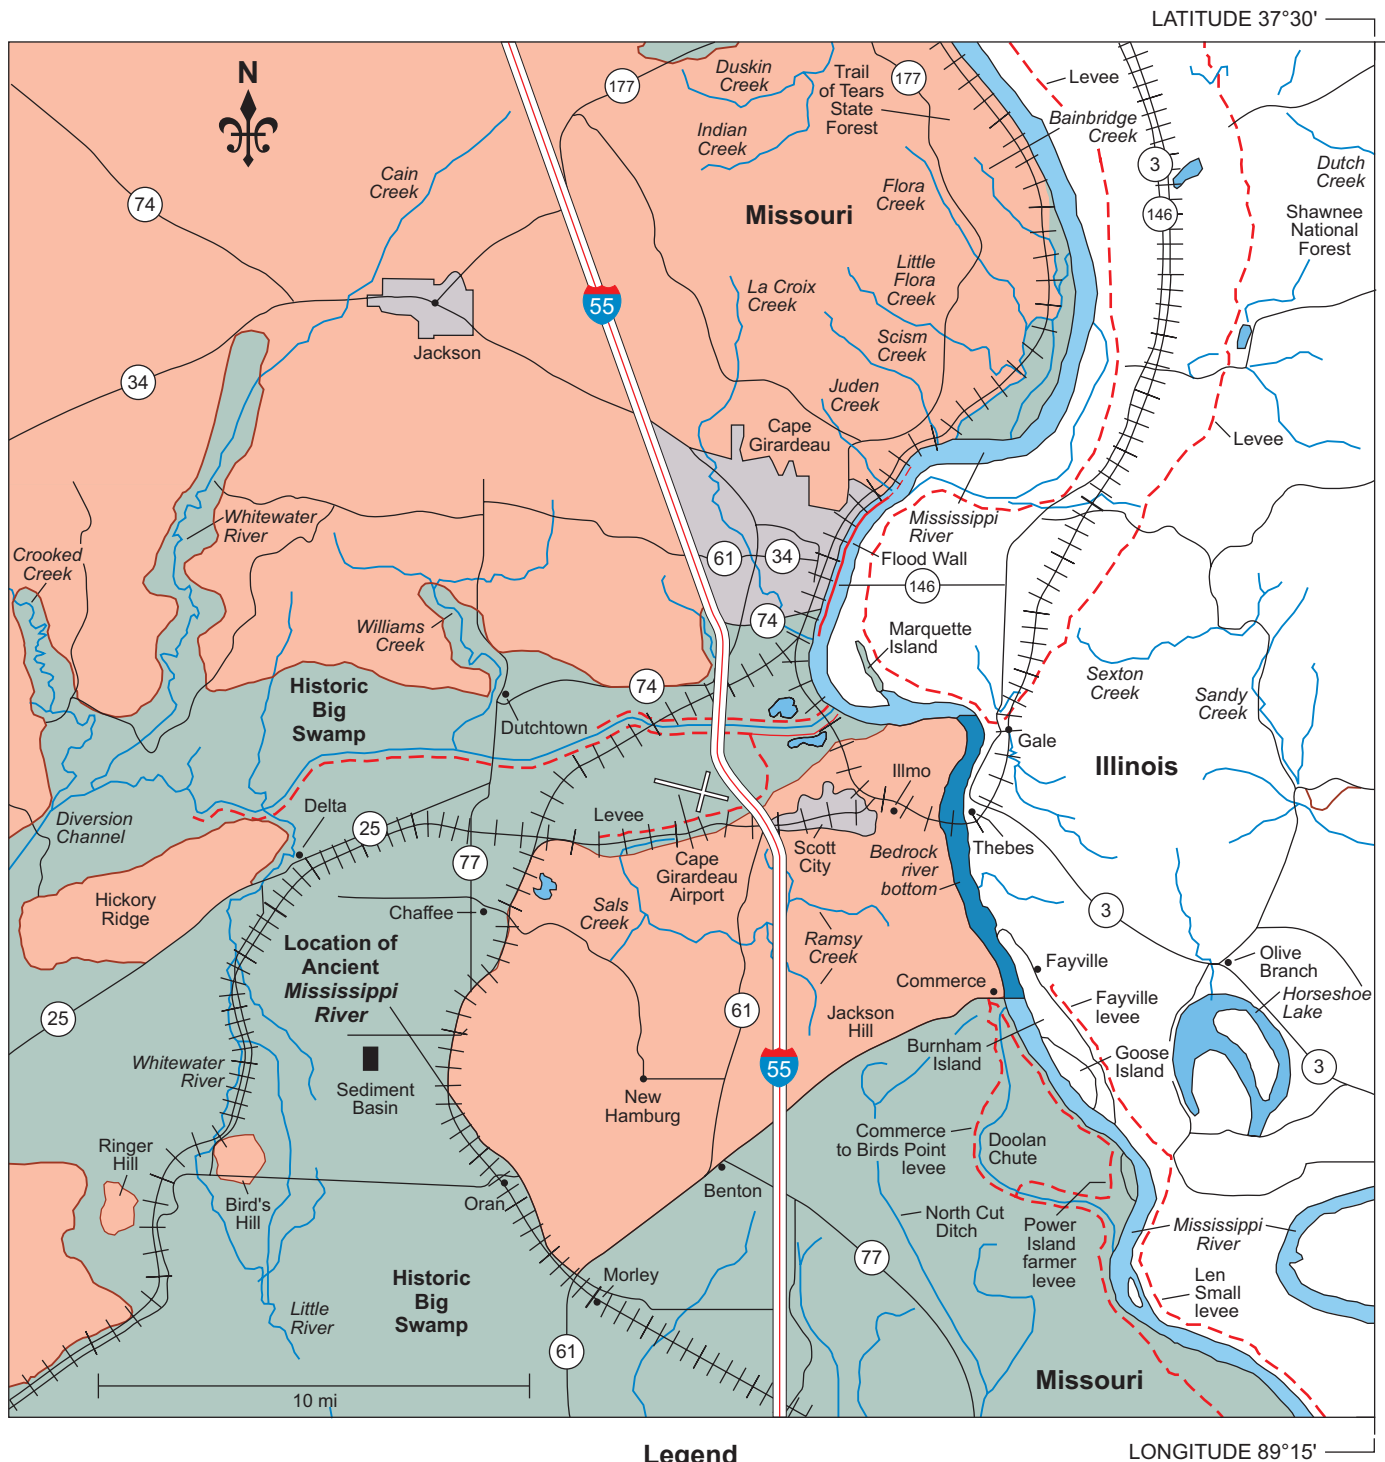 LATITUDE 37°30'
N
177
Duskin
Creek
Trail
of Tears
State
Forest
177
Levee
Bainbridge
Creek
Indian
Creek
3
Dutch
Creek
Cain
Creek
Flora
Creek
74
Missouri
146
Shawnee
National
Forest
Little
Flora
Creek
La Croix
Creek
55
Scism
Creek
Jackson
34
Juden
Creek
Cape
Girardeau
Levee
Whitewater
River
Mississippi
River
Crooked
Creek
61
34
Flood Wall
146
74
Williams
Creek
Marquette
Island
Sexton
Creek
Sandy
Creek
74
Historic
Big
Swamp
Dutchtown
Gale
Illinois
Illmo
Delta
Diversion
Channel
25
Levee
Scott
City
Thebes
Bedrock
river
bottom
77
Cape
Girardeau
Airport
Hickory
Ridge
Chaffee
Sals
Creek
3
Ramsy
Creek
Location of
Ancient
Mississippi
River
Olive
Branch
Fayville
Commerce
Fayville
levee
Horseshoe
Lake
25
61
Jackson
Hill
Burnham
Island
Goose
Island
Whitewater
River
55
3
Sediment
Basin
New
Hamburg
Commerce
to Birds Point
levee
Doolan
Chute
Ringer
Hill
Benton
Oran
Bird's
Hill
North Cut
Ditch
Power
Island
farmer
levee
Mississippi
River
77
Historic
Big
Swamp
Morley
Len
Small
levee
Little
River
61
Missouri
10 mi
Legend
LONGITUDE 89°15'